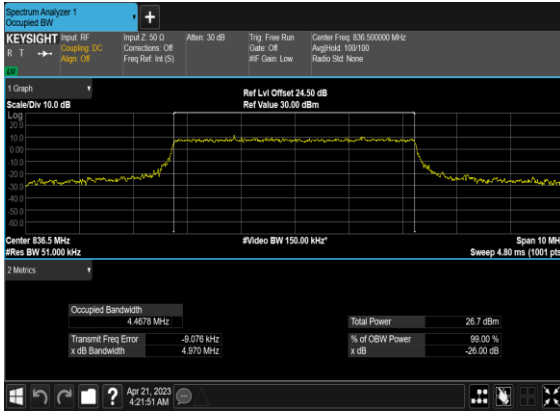 Spectrum Analyzer 1
Occupied BW
KEYSIGHT
R T
Input: RF
Coupling: DC
Align: Off
Input Z: 50 Ω
Corrections: Off
Freq Ref: Int (S)
Atten: 30 dB
Trig: Free Run
Gate: Off
#IF Gain: Low
Center Freq: 836.500000 MHz
Avg|Hold: 100/100
Radio Std: None
1 Graph
Scale/Div 10.0 dB
Ref Lvl Offset 24.50 dB
Ref Value 30.00 dBm
Log
20.0
10.0
0.00
-10.0
-20.0
-30.0
-40.0
-50.0
-60.0
Center 836.5 MHz
#Video BW 150.00 kHz*
Span 10 MH
#Res BW 51.000 kHz
Sweep 4.80 ms (1001 pts
2 Metrics
Occupied Bandwidth
4.4678 MHz
Total Power 26.7 dBm
Transmit Freq Error -9.076 kHz
% of OBW Power 99.00 %
x dB Bandwidth 4.970 MHz
x dB -26.00 dB
?
Apr 21, 2023
4:21:51 AM